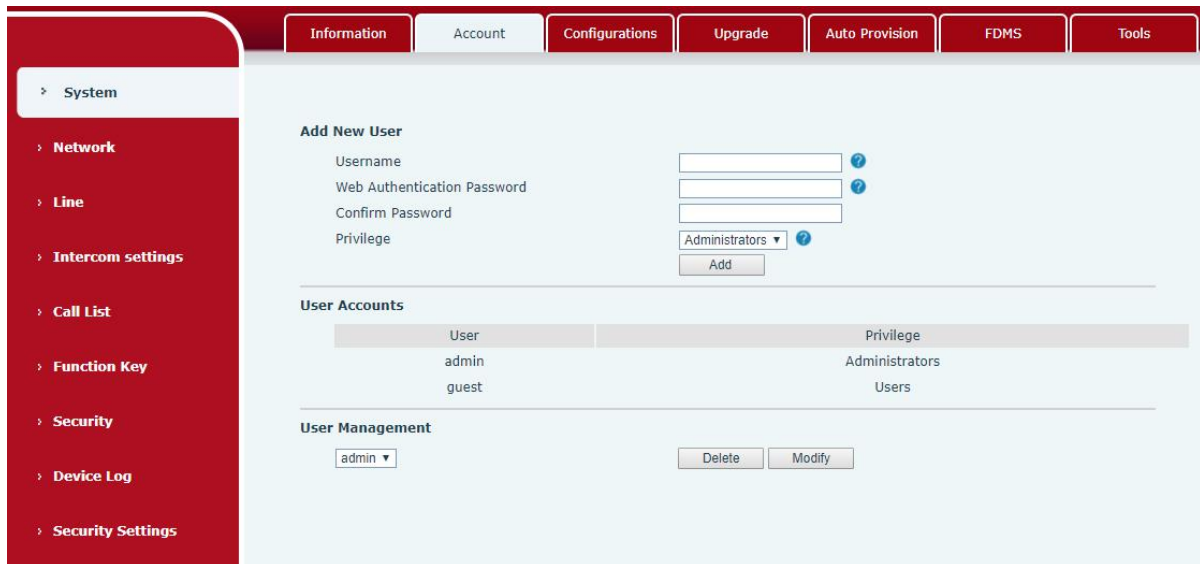 Information Account Configurations Upgrade Auto Provision FDMS Tools
System
Network
Line
Intercom settings
Call List
Function Key
Security
Device Log
Security Settings
Add New User
Username
Web Authentication Password
Confirm Password
Privilege Administrators
Add
User Accounts
User Privilege
admin Administrators
guest Users
User Management
admin Delete Modify